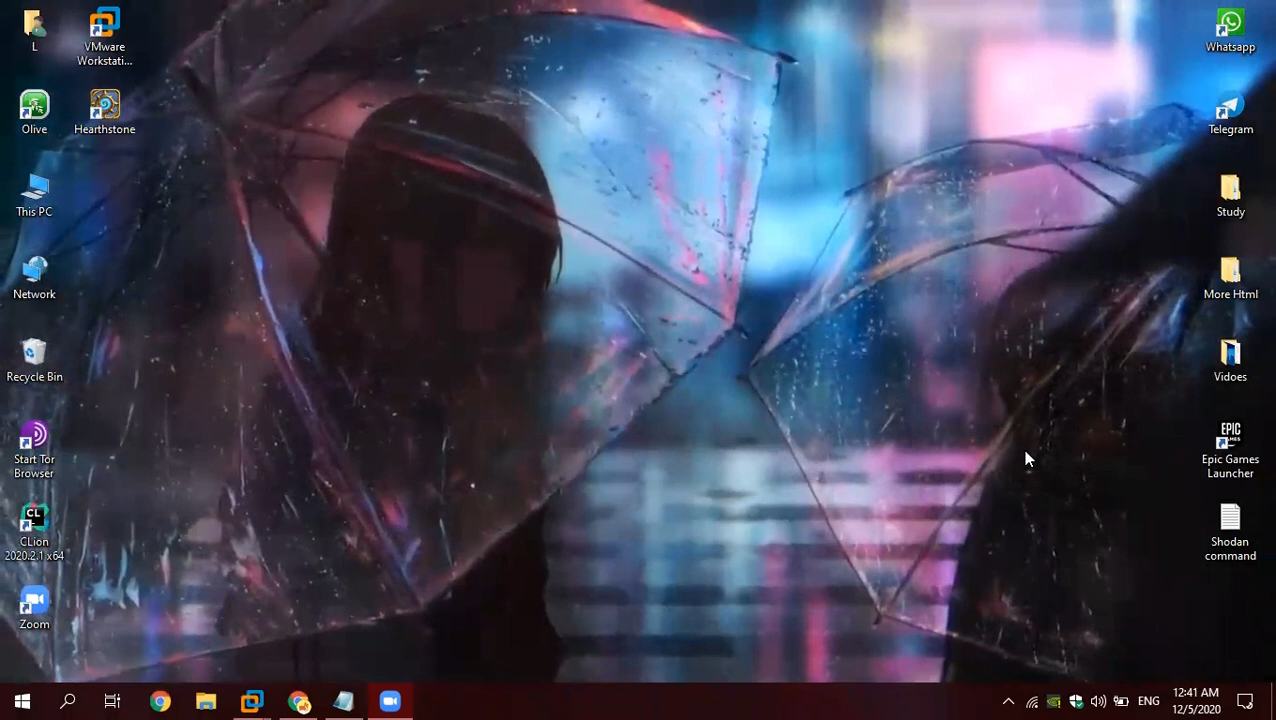 L
VMware
Workstati...
Olive
Hearthstone
This PC
Network
Recycle Bin
Start Tor
Browser
CL
CLion
2020.2.1 x64
Zoom
Whatsapp
Telegram
Study
More Html
Vidoes
EPIC
GAMES
Epic Games
Launcher
Shodan
command
ENG
12:41 AM
12/5/2020